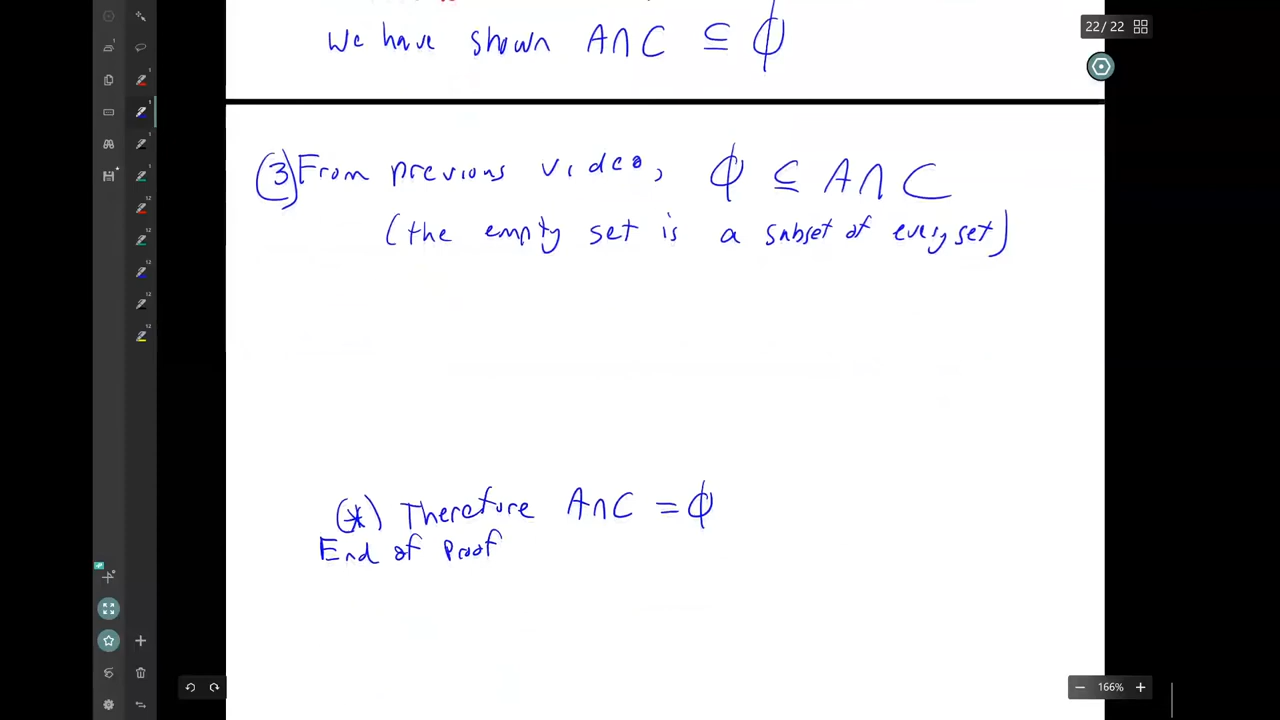 We have shown A∩C ⊆ ϕ
22/22
(3) From previous video, ϕ ⊆ A∩C
(the empty set is a subset of every set)
(*) Therefore A∩C = ϕ
End of Proof
166%